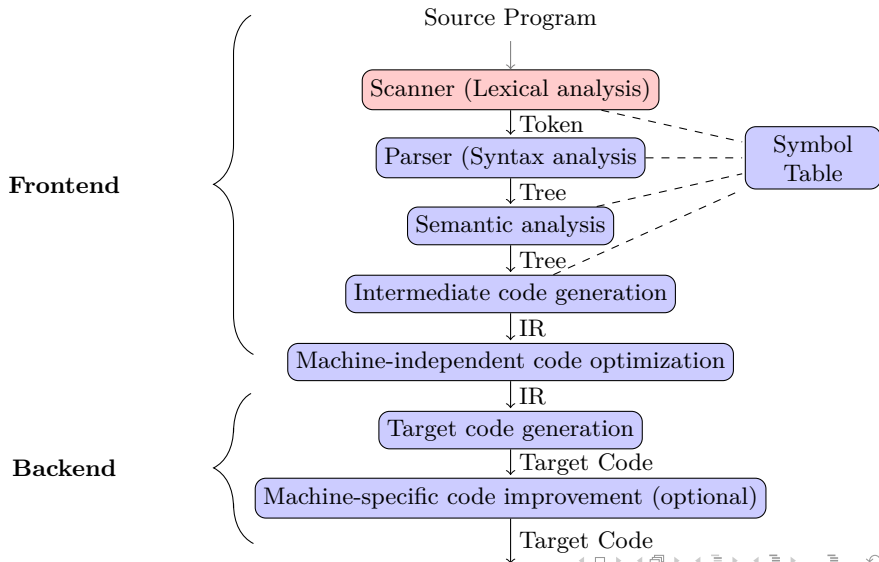 Source Program
Scanner (Lexical analysis)
Token
Parser (Syntax analysis
Symbol
Table
Tree
Frontend
Semantic analysis
Tree
Intermediate code generation
IR
Machine-independent code optimization
IR
Target code generation
Target Code
Backend
Machine-specific code improvement (optional)
Target Code